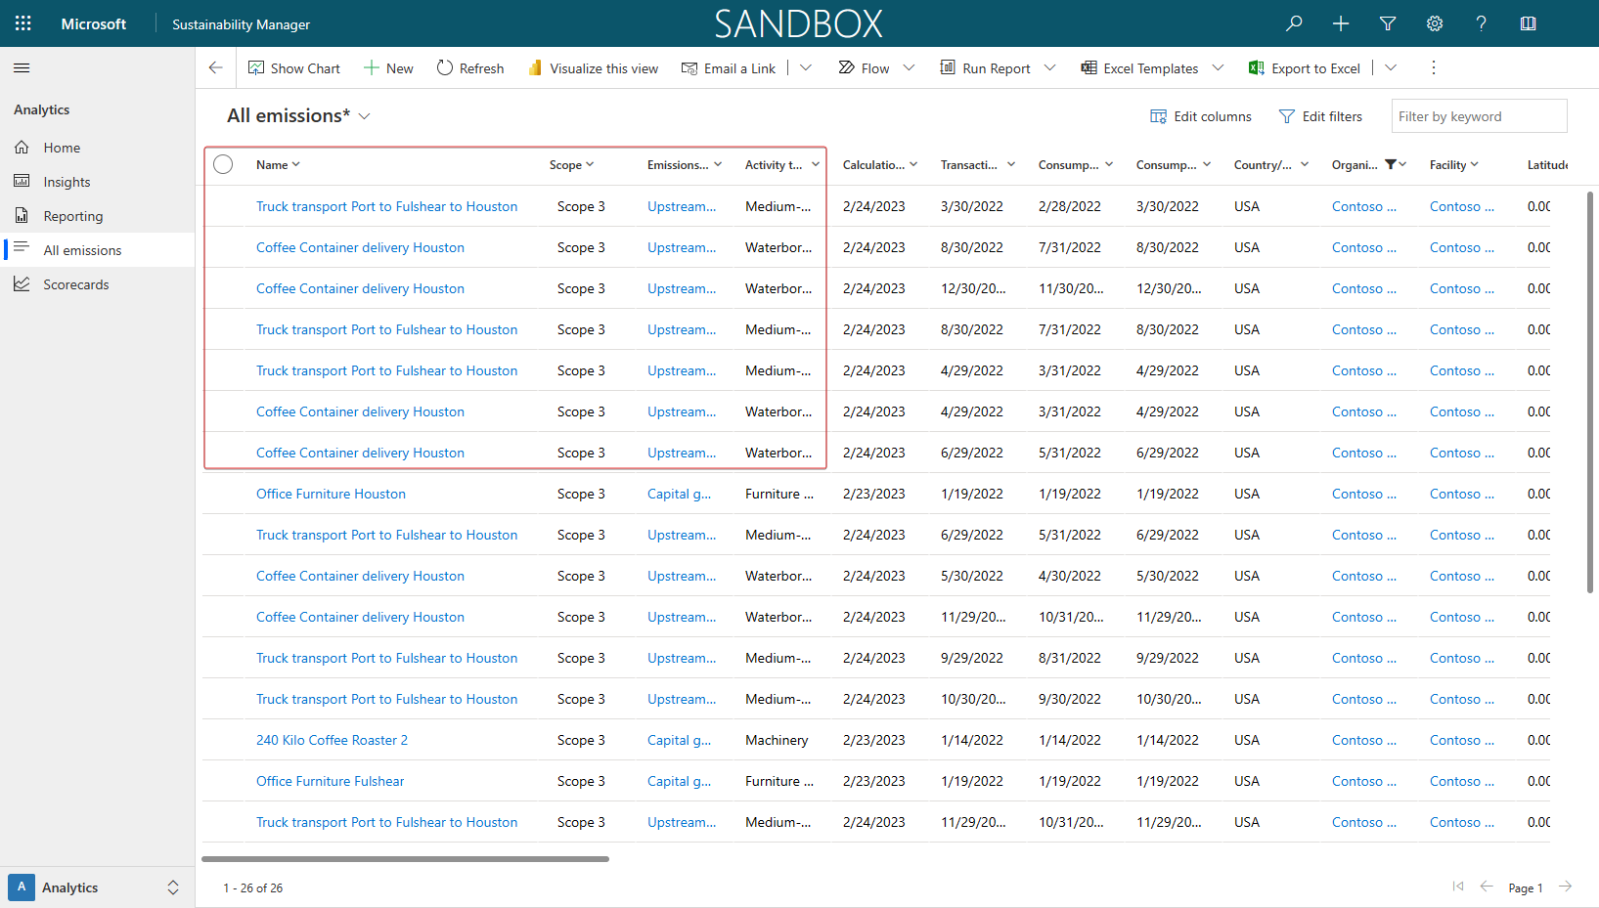 Microsoft Sustainability Manager SANDBOX
Show Chart New Refresh Visualize this view Email a Link Flow Run Report Excel Templates Export to Excel
Analytics
Home
Insights
Reporting
All emissions
Scorecards
All emissions* Edit columns Edit filters Filter by keyword
Name Scope Emissions... Activity t... Calculatio... Transacti... Consump... Consump... Country/... Organi... Facility Latitude
Truck transport Port to Fulshear to Houston Scope 3 Upstream... Medium-... 2/24/2023 3/30/2022 2/28/2022 3/30/2022 USA Contoso ... Contoso ... 0.00
Coffee Container delivery Houston Scope 3 Upstream... Waterbor... 2/24/2023 8/30/2022 7/31/2022 8/30/2022 USA Contoso ... Contoso ... 0.00
Coffee Container delivery Houston Scope 3 Upstream... Waterbor... 2/24/2023 12/30/20... 11/30/20... 12/30/20... USA Contoso ... Contoso ... 0.00
Truck transport Port to Fulshear to Houston Scope 3 Upstream... Medium-... 2/24/2023 8/30/2022 7/31/2022 8/30/2022 USA Contoso ... Contoso ... 0.00
Truck transport Port to Fulshear to Houston Scope 3 Upstream... Medium-... 2/24/2023 4/29/2022 3/31/2022 4/29/2022 USA Contoso ... Contoso ... 0.00
Coffee Container delivery Houston Scope 3 Upstream... Waterbor... 2/24/2023 4/29/2022 3/31/2022 4/29/2022 USA Contoso ... Contoso ... 0.00
Coffee Container delivery Houston Scope 3 Upstream... Waterbor... 2/24/2023 6/29/2022 5/31/2022 6/29/2022 USA Contoso ... Contoso ... 0.00
Office Furniture Houston Scope 3 Capital g... Furniture ... 2/23/2023 1/19/2022 1/19/2022 1/19/2022 USA Contoso ... Contoso ... 0.00
Truck transport Port to Fulshear to Houston Scope 3 Upstream... Medium-... 2/24/2023 6/29/2022 5/31/2022 6/29/2022 USA Contoso ... Contoso ... 0.00
Coffee Container delivery Houston Scope 3 Upstream... Waterbor... 2/24/2023 5/30/2022 4/30/2022 5/30/2022 USA Contoso ... Contoso ... 0.00
Coffee Container delivery Houston Scope 3 Upstream... Waterbor... 2/24/2023 11/29/20... 10/31/20... 11/29/20... USA Contoso ... Contoso ... 0.00
Truck transport Port to Fulshear to Houston Scope 3 Upstream... Medium-... 2/24/2023 9/29/2022 8/31/2022 9/29/2022 USA Contoso ... Contoso ... 0.00
Truck transport Port to Fulshear to Houston Scope 3 Upstream... Medium-... 2/24/2023 10/30/20... 9/30/2022 10/30/20... USA Contoso ... Contoso ... 0.00
240 Kilo Coffee Roaster 2 Scope 3 Capital g... Machinery 2/23/2023 1/14/2022 1/14/2022 1/14/2022 USA Contoso ... Contoso ... 0.00
Office Furniture Fulshear Scope 3 Capital g... Furniture ... 2/23/2023 1/19/2022 1/19/2022 1/19/2022 USA Contoso ... Contoso ... 0.00
Truck transport Port to Fulshear to Houston Scope 3 Upstream... Medium-... 2/24/2023 11/29/20... 10/31/20... 11/29/20... USA Contoso ... Contoso ... 0.00
A Analytics
1 - 26 of 26 Page 1